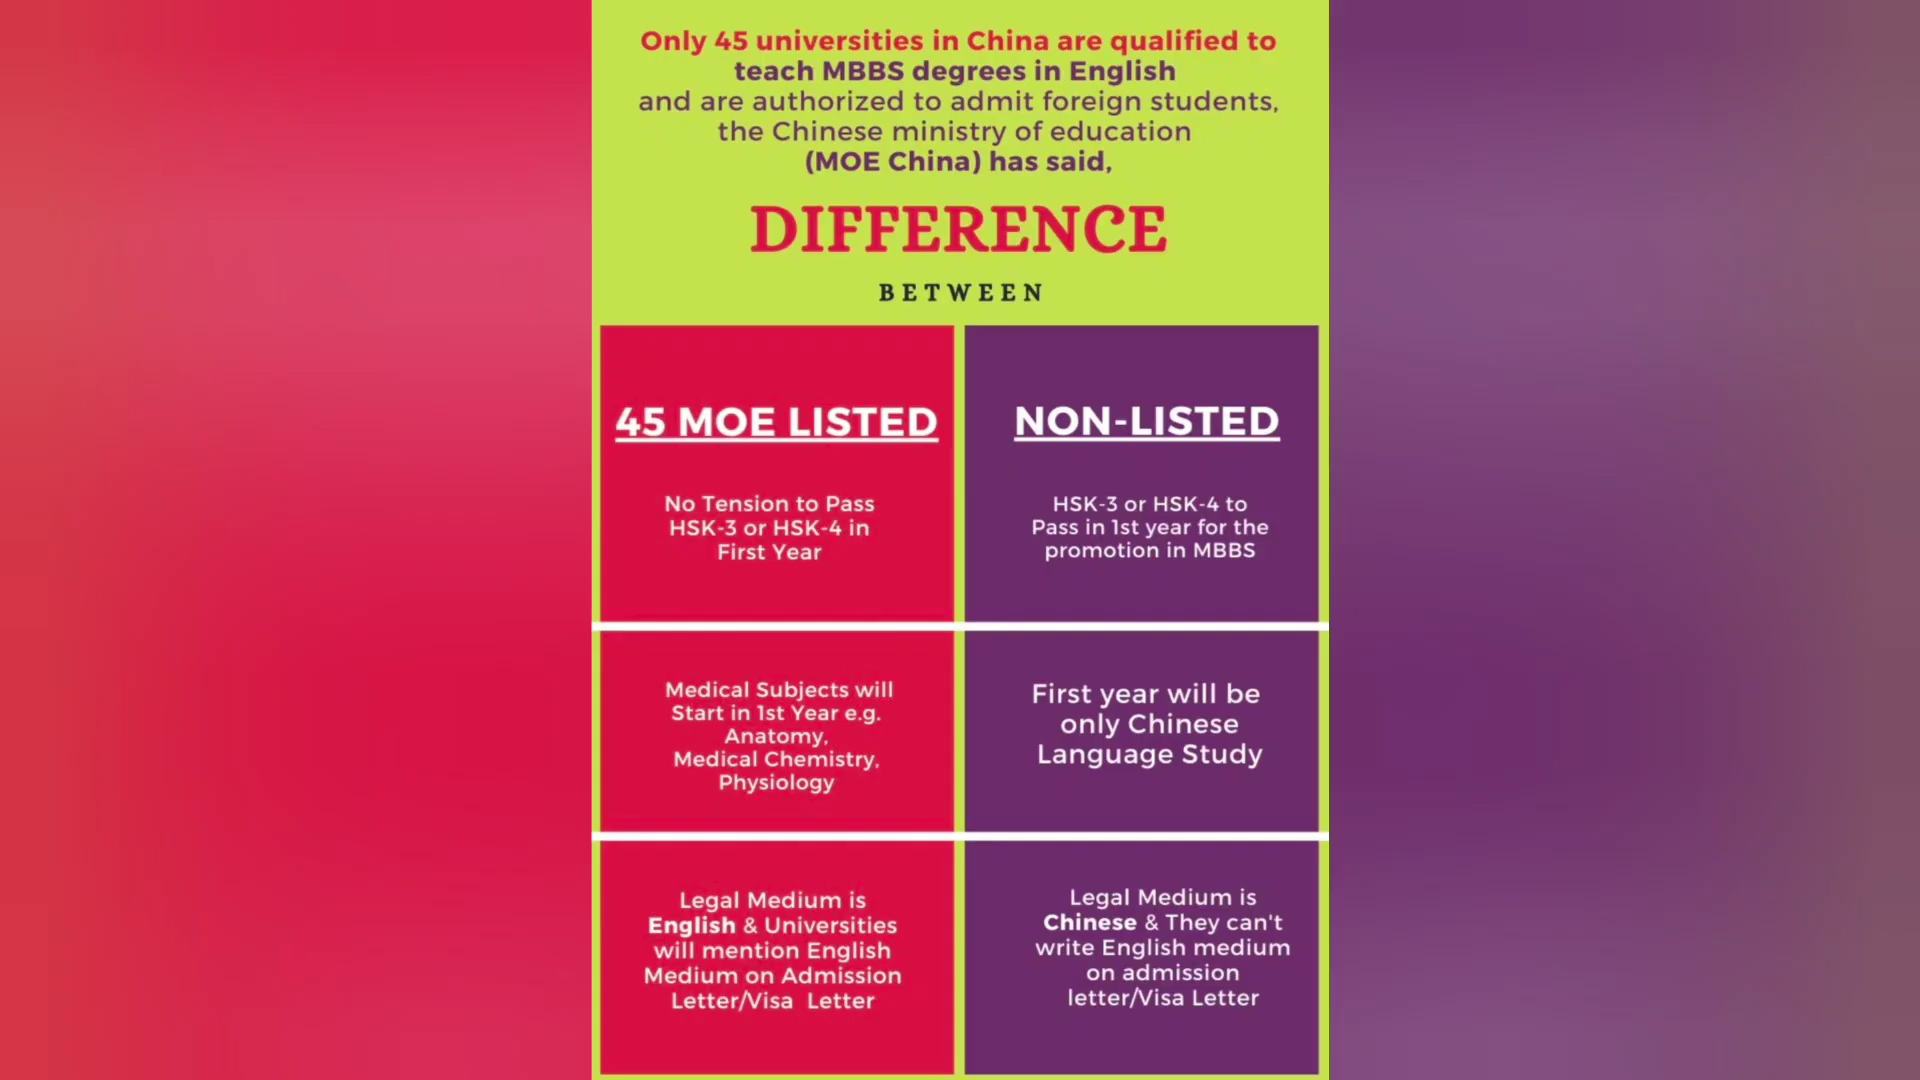 Only 45 universities in China are qualified to
teach MBBS degrees in English
and are authorized to admit foreign students,
the Chinese ministry of education
(MOE China) has said,
DIFFERENCE
BETWEEN
45 MOE LISTED
No Tension to Pass
HSK-3 or HSK-4 in
First Year
NON-LISTED
HSK-3 or HSK-4 to
Pass in 1st year for the
promotion in MBBS
Medical Subjects will
Start in 1st Year e.g.
Anatomy,
Medical Chemistry,
Physiology
First year will be
only Chinese
Language Study
Legal Medium is
English & Universities
will mention English
Medium on Admission
Letter/Visa Letter
Legal Medium is
Chinese & They can't
write English medium
on admission
letter/Visa Letter